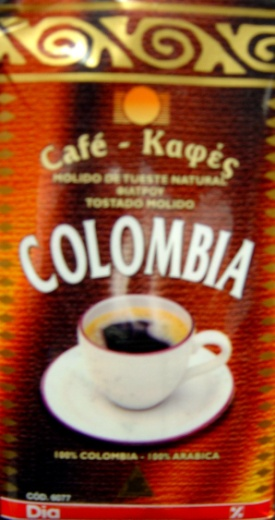 Café - Καφές
MOLIDO DE TUESTE NATURAL
ΦΙΛΤΡΟΥ
TOSTADO MOLIDO
COLOMBIA
100% COLOMBIA - 100% ARABICA
CÓD. 6077
Dia %